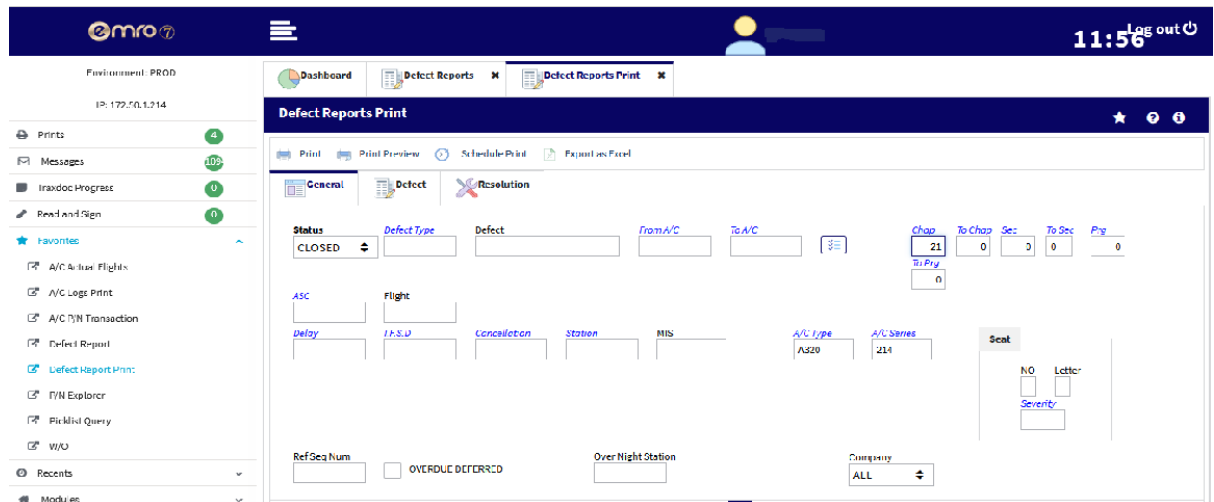 emro 7
11:56
Log out
Environment: PROD
IP: 172.50.1.214
Prints 4
Messages 109
Traxdoc Progress 0
Read and Sign 0
Favorites
A/C Actual Flights
A/C Logs Print
A/C P/N Transaction
Defect Report
Defect Report Print
P/N Explorer
Picklist Query
W/O
Recents
Modules
Dashboard
Defect Reports
Defect Reports Print
Defect Reports Print
Print Print Preview Schedule Print Export as Excel
General Defect Resolution
Status Defect Type Defect From A/C To A/C Chap To Chap Sec To Sec Prg
CLOSED 21 0 0 0 0
To Prg
0
ASC Flight
Delay I.F.S.D Cancellation Station MIS A/C Type A/C Series Seat
A320 214
NO Letter
Severity
Ref Seq Num OVERDUE DEFERRED Over Night Station Company
ALL